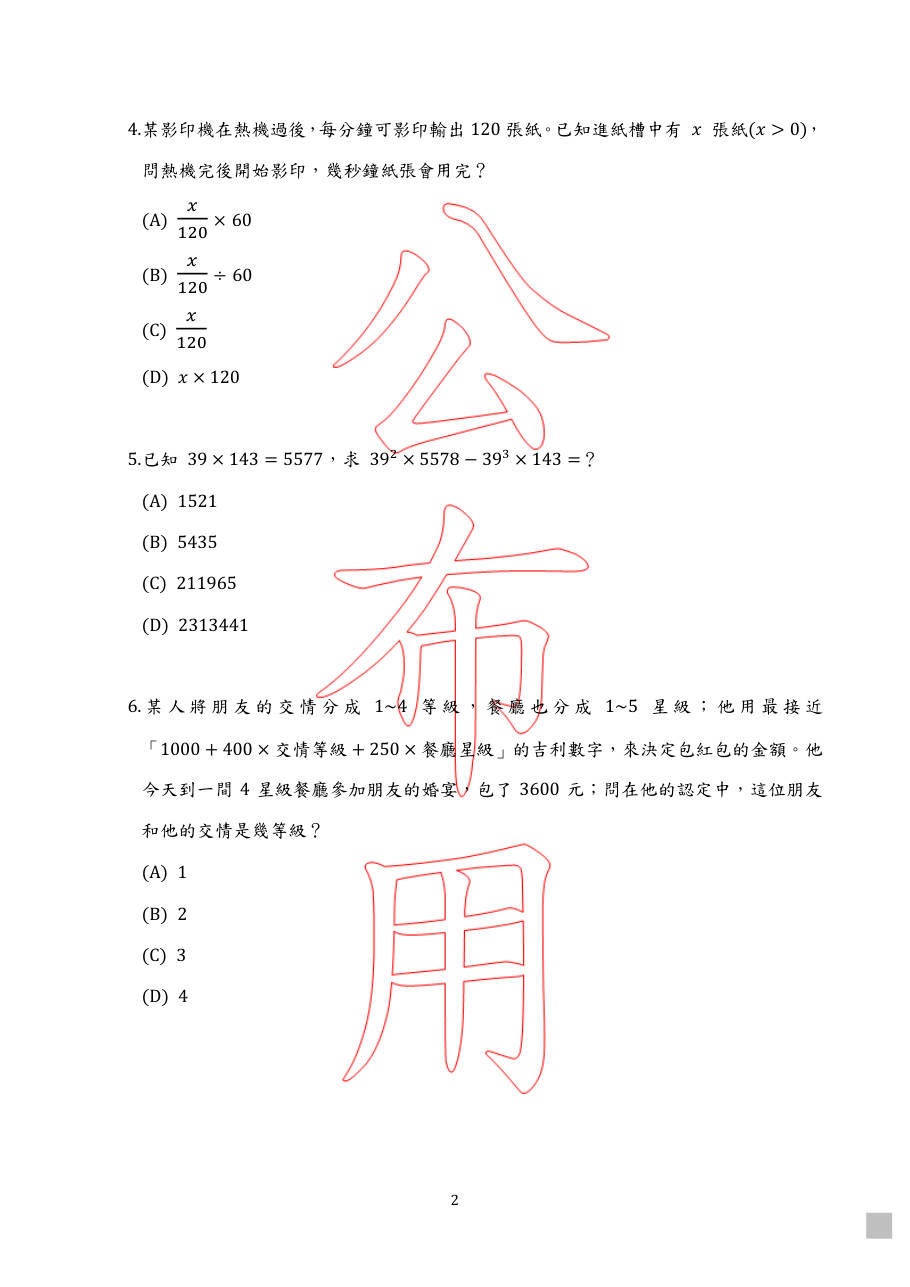 4.某影印機在熱機過後，每分鐘可影印輸出 120 張紙。已知進紙槽中有 x 張紙(x > 0)，
問熱機完後開始影印，幾秒鐘紙張會用完？
(A) x/120 × 60
(B) x/120 ÷ 60
(C) x/120
(D) x × 120
5.已知 39 × 143 = 5577，求 39² × 5578 − 39³ × 143 =？
(A) 1521
(B) 5435
(C) 211965
(D) 2313441
6.某人將朋友的交情分成 1~4 等級，餐廳也分成 1~5 星級；他用最接近
「1000 + 400 × 交情等級 + 250 × 餐廳星級」的吉利數字，來決定包紅包的金額。他
今天到一間 4 星級餐廳參加朋友的婚宴，包了 3600 元；問在他的認定中，這位朋友
和他的交情是幾等級？
(A) 1
(B) 2
(C) 3
(D) 4
公
布
用
2